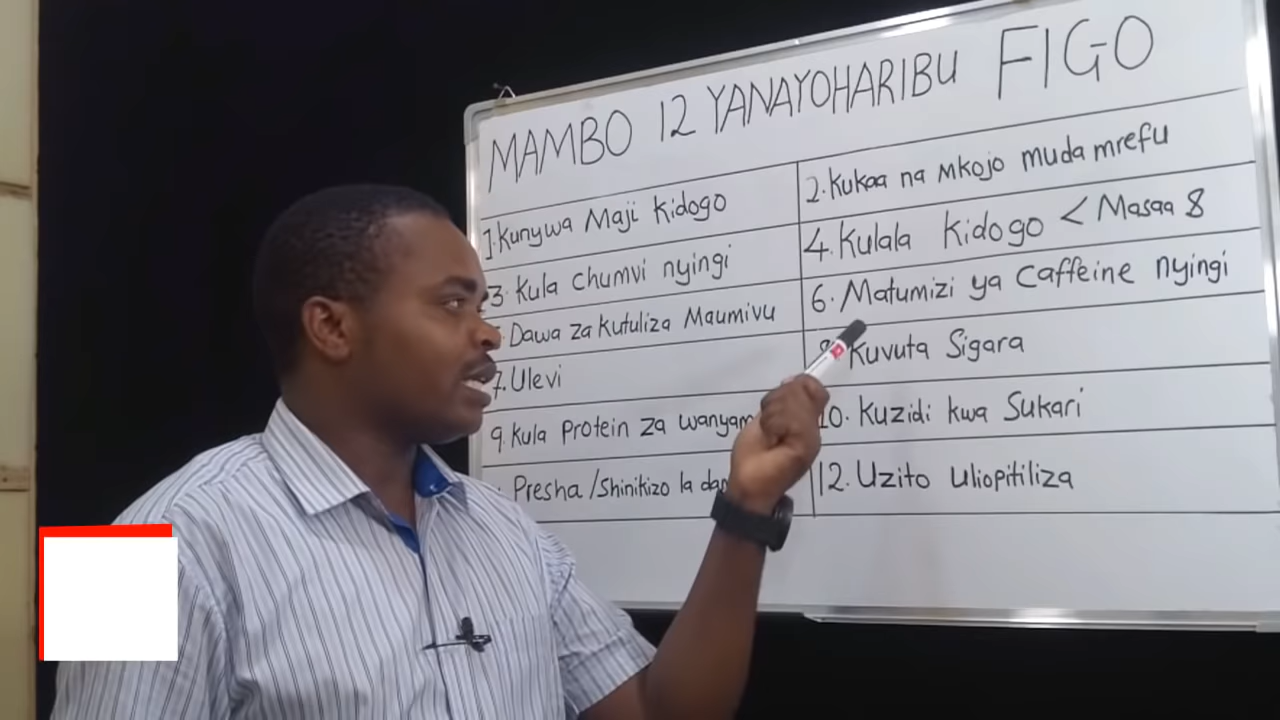 MAMBO 12 YANAYOHARIBU FIGO
1. Kunywa Maji Kidogo
2. Kukaa na Mkojo muda mrefu
3. Kula Chumvi nyingi
4. Kulala Kidogo < Masaa 8
Dawa za Kutuliza Maumivu
6. Matumizi ya Caffeine nyingi
7. Ulevi
8. Kuvuta Sigara
9. Kula Protein za
10. Kuzidi kwa Sukari
Presha / Shinikizo la
12. Uzito Uliopitiliza